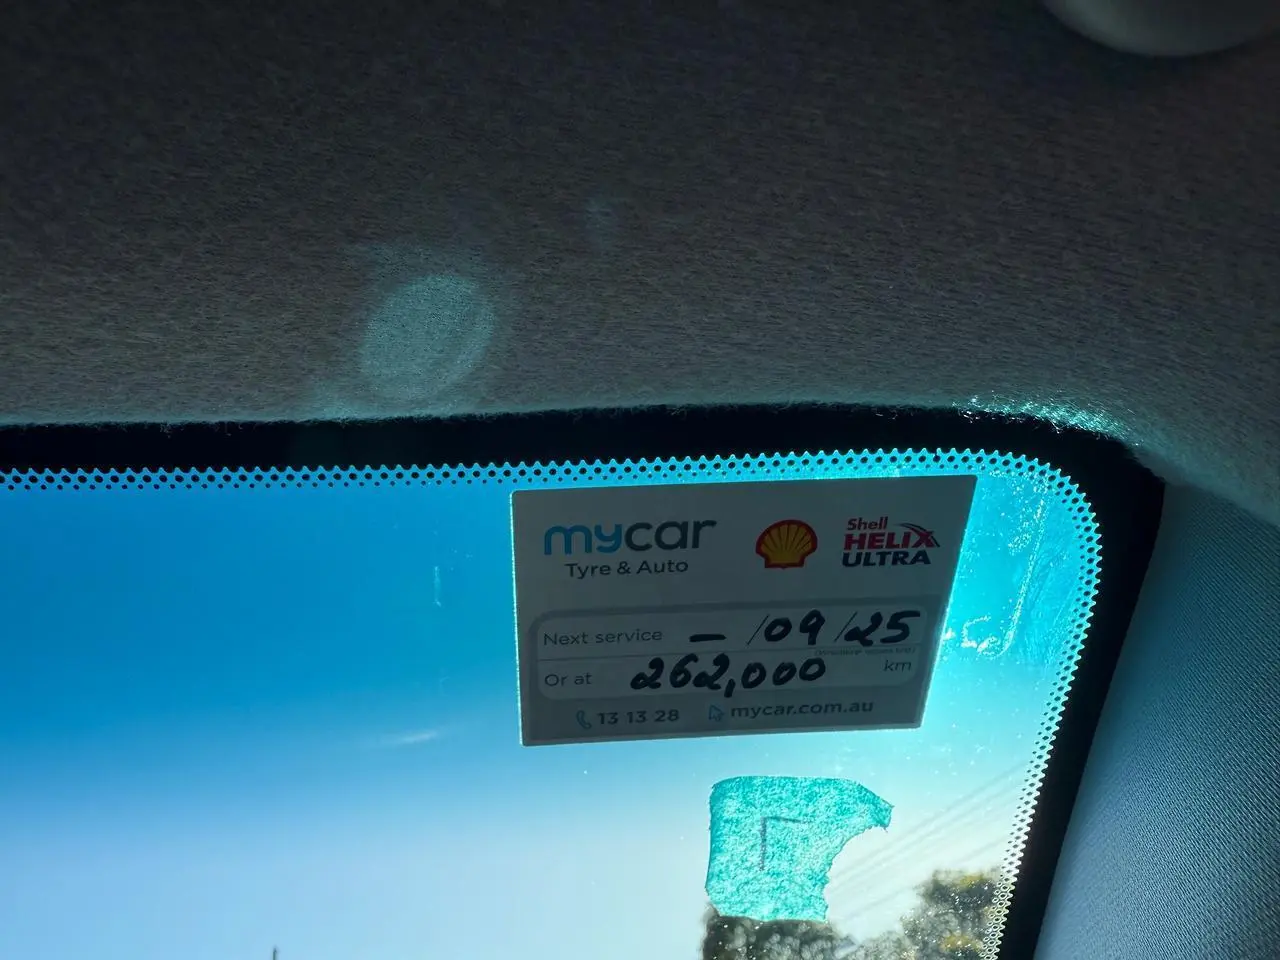 mycar
Tyre & Auto
Shell
HELIX
ULTRA
Next service — /09/25
Or at 262,000 km
13 13 28 mycar.com.au